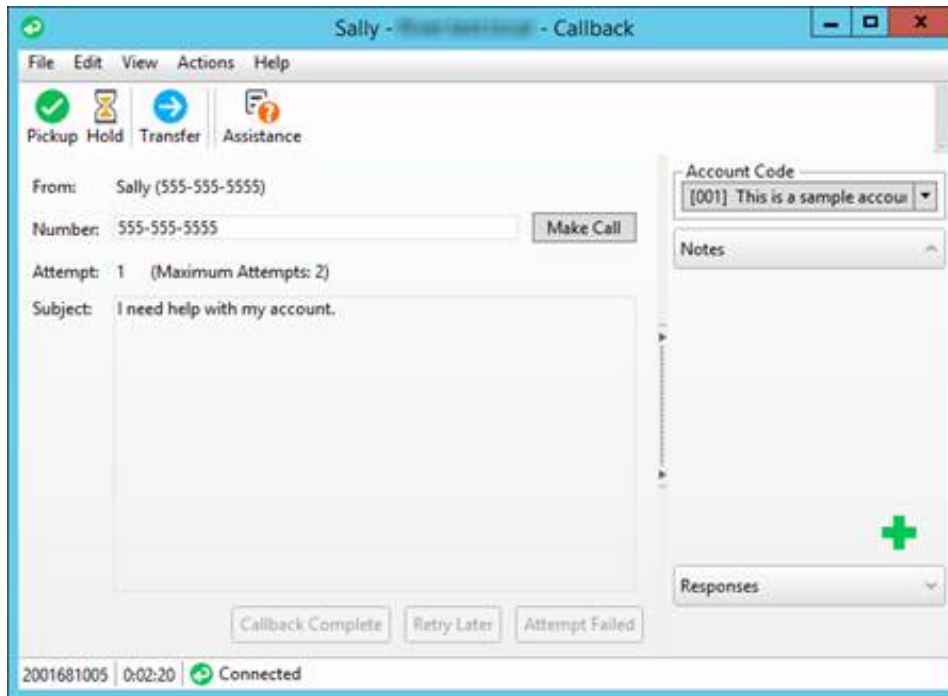 Sally - - Callback
File Edit View Actions Help
Pickup Hold Transfer Assistance
From: Sally (555-555-5555)
Number: 555-555-5555 Make Call
Attempt: 1 (Maximum Attempts: 2)
Subject: I need help with my account.
Account Code
[001] This is a sample accou
Notes
Responses
Callback Complete Retry Later Attempt Failed
2001681005 0:02:20 Connected